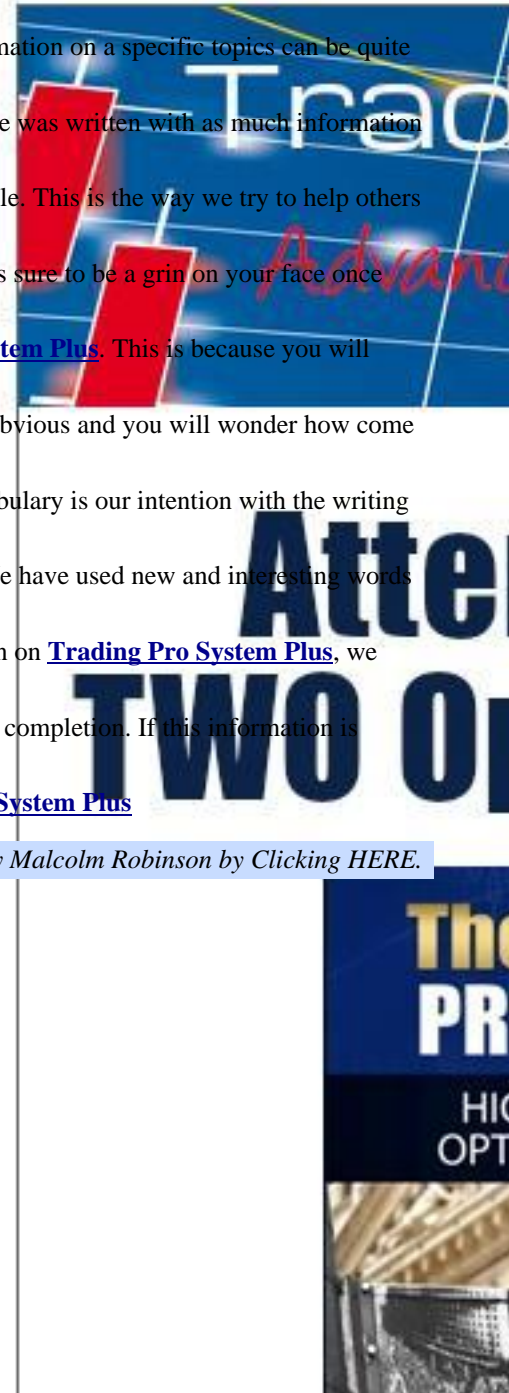 mation on a specific topics can be quite
Trad
e was written with as much information
le. This is the way we try to help others
Advanc
s sure to be a grin on your face once
tem Plus. This is because you will
bvious and you will wonder how come
bulary is our intention with the writing
Atte
e have used new and interesting words
n on Trading Pro System Plus, we
TWO Op
completion. If this information is
System Plus
y Malcolm Robinson by Clicking HERE.
The
PR
HIG
OPT